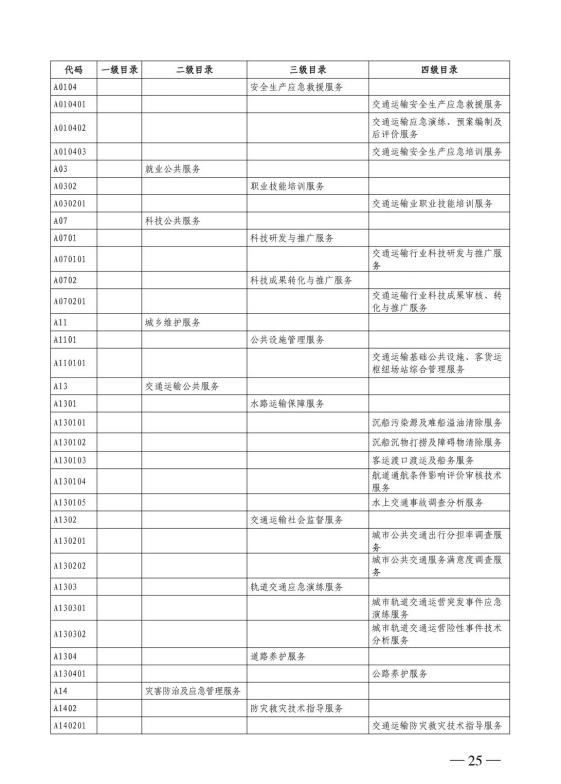 代码 一级目录 二级目录 三级目录 四级目录
A0104 安全生产应急救援服务
A010401 交通运输安全生产应急救援服务
A010402 交通运输应急演练、预案编制及
后评价服务
A010403 交通运输安全生产应急培训服务
A03 就业公共服务
A0302 职业技能培训服务
A030201 交通运输业职业技能培训服务
A07 科技公共服务
A0701 科技研发与推广服务
A070101 交通运输行业科技研发与推广服
务
A0702 科技成果转化与推广服务
A070201 交通运输行业科技成果审核、转
化与推广服务
A11 城乡维护服务
A1101 公共设施管理服务
A110101 交通运输基础公共设施、客货运
枢纽场站综合管理服务
A13 交通运输公共服务
A1301 水路运输保障服务
A130101 沉船污染源及难船溢油清除服务
A130102 沉船沉物打捞及障碍物清除服务
A130103 客运渡口渡运及船务服务
A130104 航道通航条件影响评价审核技术
服务
A130105 水上交通事故调查分析服务
A1302 交通运输社会监督服务
A130201 城市公共交通出行分担率调查服
务
A130202 城市公共交通服务满意度调查服
务
A1303 轨道交通应急演练服务
A130301 城市轨道交通运营突发事件应急
演练服务
A130302 城市轨道交通运营险性事件技术
分析服务
A1304 道路养护服务
A130401 公路养护服务
A14 灾害防治及应急管理服务
A1402 防灾救灾技术指导服务
A140201 交通运输防灾救灾技术指导服务
— 25 —